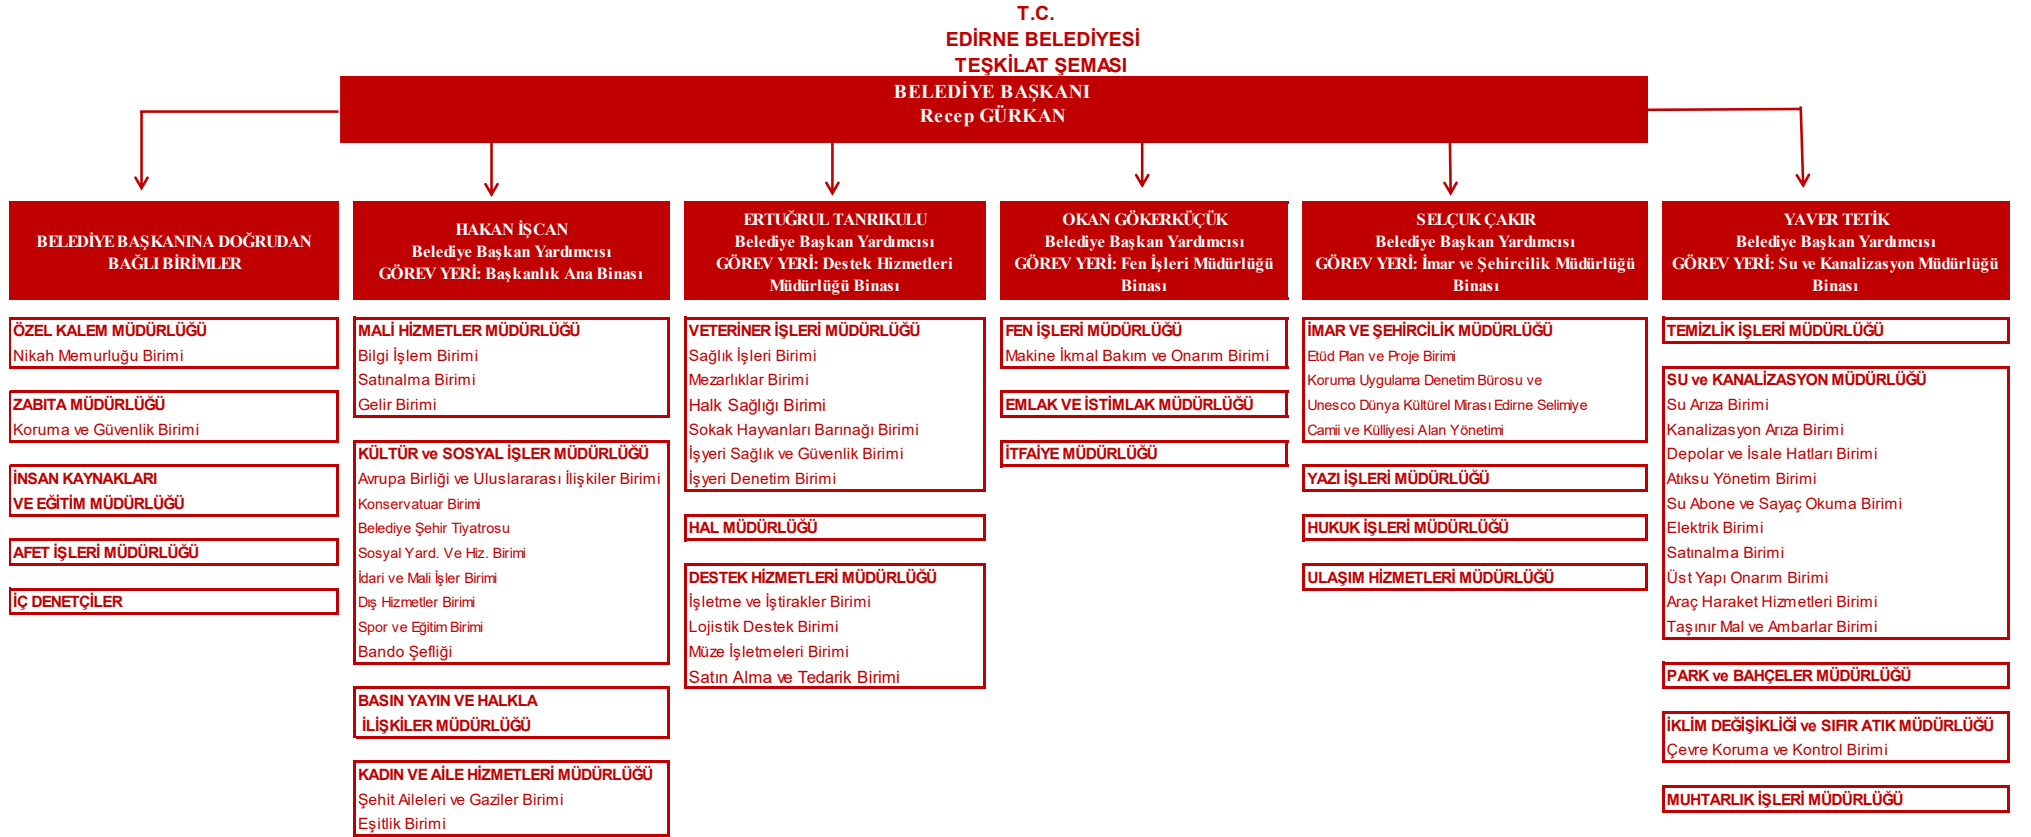 T.C.
EDİRNE BELEDİYESİ
TEŞKİLAT ŞEMASI
BELEDİYE BAŞKANI
Recep GÜRKAN
BELEDİYE BAŞKANINA DOĞRUDAN
BAĞLI BİRİMLER
ÖZEL KALEM MÜDÜRLÜĞÜ
Nikah Memurluğu Birimi
ZABITA MÜDÜRLÜĞÜ
Koruma ve Güvenlik Birimi
İNSAN KAYNAKLARI
VE EĞİTİM MÜDÜRLÜĞÜ
AFET İŞLERİ MÜDÜRLÜĞÜ
İÇ DENETÇİLER
HAKAN İŞCAN
Belediye Başkan Yardımcısı
GÖREV YERİ: Başkanlık Ana Binası
MALİ HİZMETLER MÜDÜRLÜĞÜ
Bilgi İşlem Birimi
Satınalma Birimi
Gelir Birimi
KÜLTÜR ve SOSYAL İŞLER MÜDÜRLÜĞÜ
Avrupa Birliği ve Uluslararası İlişkiler Birimi
Konservatuar Birimi
Belediye Şehir Tiyatrosu
Sosyal Yard. Ve Hiz. Birimi
İdari ve Mali İşler Birimi
Dış Hizmetler Birimi
Spor ve Eğitim Birimi
Bando Şefliği
BASIN YAYIN VE HALKLA
İLİŞKİLER MÜDÜRLÜĞÜ
KADIN VE AİLE HİZMETLERİ MÜDÜRLÜĞÜ
Şehit Aileleri ve Gaziler Birimi
Eşitlik Birimi
ERTUĞRUL TANRIKULU
Belediye Başkan Yardımcısı
GÖREV YERİ: Destek Hizmetleri
Müdürlüğü Binası
VETERİNER İŞLERİ MÜDÜRLÜĞÜ
Sağlık İşleri Birimi
Mezarlıklar Birimi
Halk Sağlığı Birimi
Sokak Hayvanları Barınağı Birimi
İşyeri Sağlık ve Güvenlik Birimi
İşyeri Denetim Birimi
HAL MÜDÜRLÜĞÜ
DESTEK HİZMETLERİ MÜDÜRLÜĞÜ
İşletme ve İştirakler Birimi
Lojistik Destek Birimi
Müze İşletmeleri Birimi
Satın Alma ve Tedarik Birimi
OKAN GÖKERKÜÇÜK
Belediye Başkan Yardımcısı
GÖREV YERİ: Fen İşleri Müdürlüğü
Binası
FEN İŞLERİ MÜDÜRLÜĞÜ
Makine İkmal Bakım ve Onarım Birimi
EMLAK VE İSTİMLAK MÜDÜRLÜĞÜ
İTFAİYE MÜDÜRLÜĞÜ
SELÇUK ÇAKIR
Belediye Başkan Yardımcısı
GÖREV YERİ: İmar ve Şehircilik Müdürlüğü
Binası
İMAR VE ŞEHİRCİLİK MÜDÜRLÜĞÜ
Etüd Plan ve Proje Birimi
Koruma Uygulama Denetim Bürosu ve
Unesco Dünya Kültürel Mirası Edirne Selimiye
Camii ve Külliyesi Alan Yönetimi
YAZI İŞLERİ MÜDÜRLÜĞÜ
HUKUK İŞLERİ MÜDÜRLÜĞÜ
ULAŞIM HİZMETLERİ MÜDÜRLÜĞÜ
YAVER TETİK
Belediye Başkan Yardımcısı
GÖREV YERİ: Su ve Kanalizasyon Müdürlüğü
Binası
TEMİZLİK İŞLERİ MÜDÜRLÜĞÜ
SU ve KANALİZASYON MÜDÜRLÜĞÜ
Su Arıza Birimi
Kanalizasyon Arıza Birimi
Depolar ve İsale Hatları Birimi
Atıksu Yönetim Birimi
Su Abone ve Sayaç Okuma Birimi
Elektrik Birimi
Satınalma Birimi
Üst Yapı Onarım Birimi
Araç Haraket Hizmetleri Birimi
Taşınır Mal ve Ambarlar Birimi
PARK ve BAHÇELER MÜDÜRLÜĞÜ
İKLİM DEĞİŞİKLİĞİ ve SIFIR ATIK MÜDÜRLÜĞÜ
Çevre Koruma ve Kontrol Birimi
MUHTARLIK İŞLERİ MÜDÜRLÜĞÜ